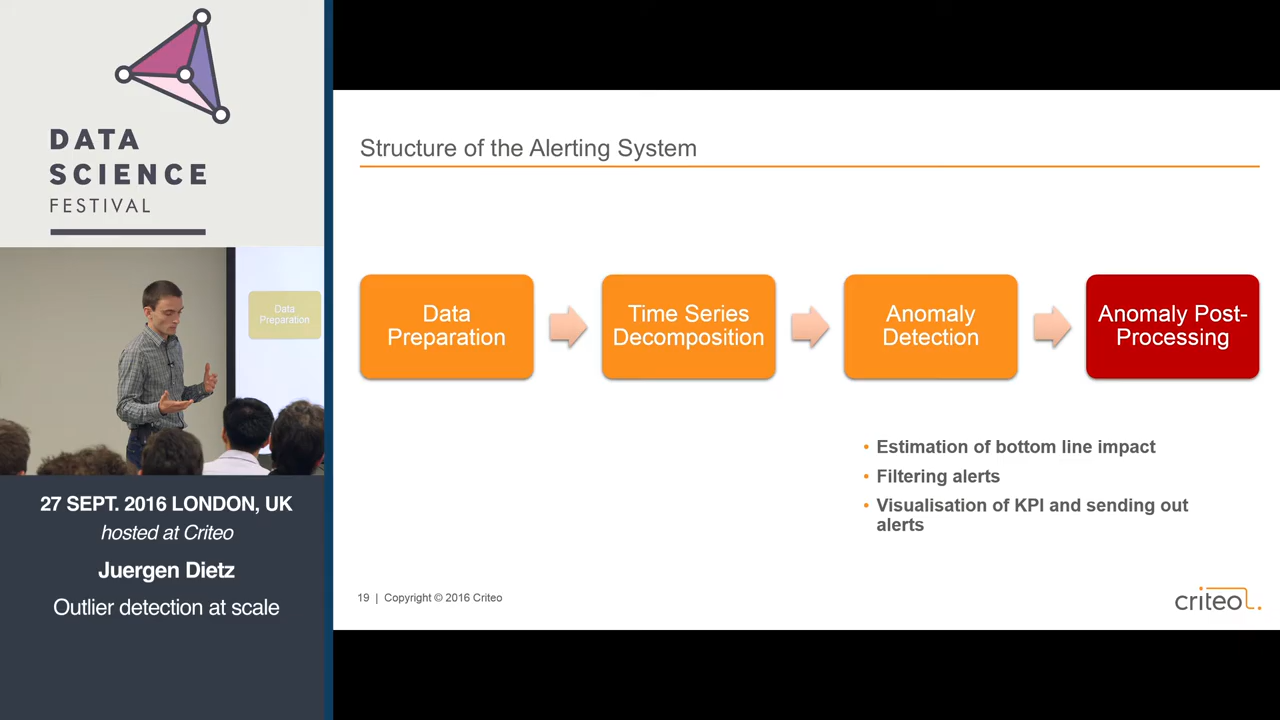 DATA
SCIENCE
FESTIVAL
Data
Preparation
27 SEPT. 2016 LONDON, UK
hosted at Criteo
Juergen Dietz
Outlier detection at scale
Structure of the Alerting System
Data
Preparation
Time Series
Decomposition
Anomaly
Detection
Anomaly Post-
Processing
• Estimation of bottom line impact
• Filtering alerts
• Visualisation of KPI and sending out
alerts
19 | Copyright © 2016 Criteo
criteo